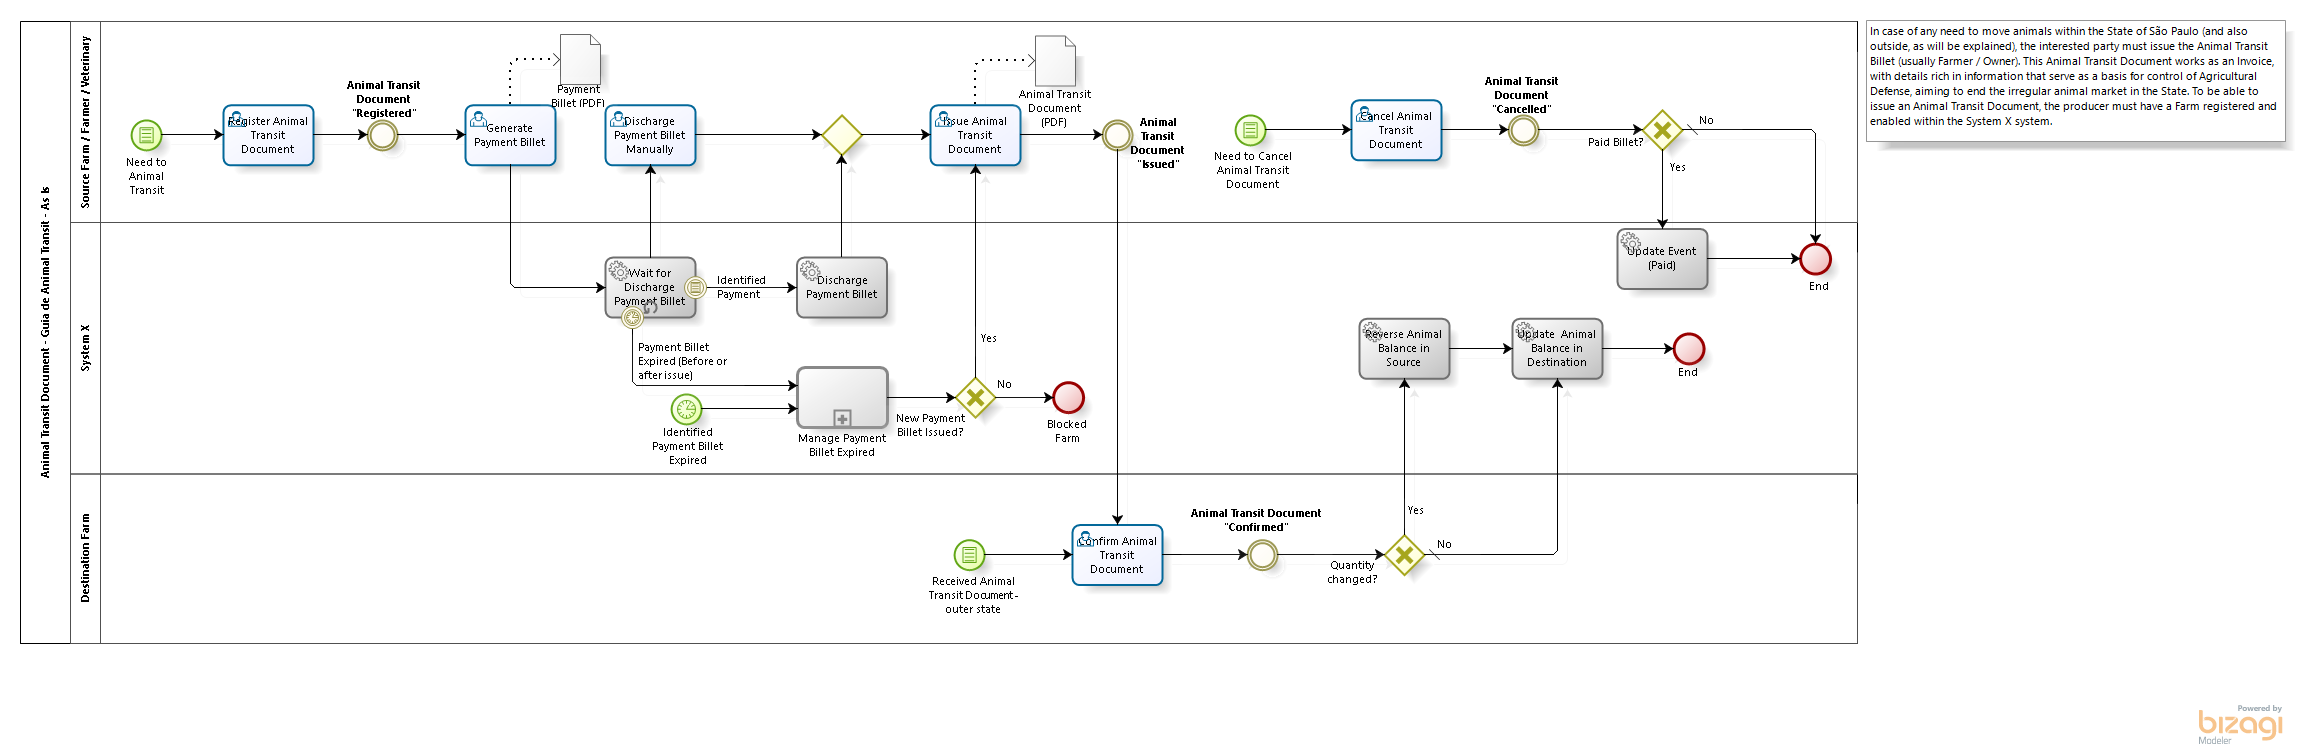 Animal Transit Document - Guia de Animal Transit - As Is
Source Farm / Farmer / Veterinary
Need to
Animal
Transit
Register Animal
Transit
Document
Animal Transit
Document
"Registered"
Generate
Payment Billet
Payment
Billet (PDF)
Discharge
Payment Billet
Manually
Issue Animal
Transit
Document
Animal Transit
Document
(PDF)
Animal
Transit
Document
"Issued"
Need to Cancel
Animal Transit
Document
Cancel Animal
Transit
Document
Animal Transit
Document
"Cancelled"
Paid Billet?
No
Yes
System X
Wait for
Discharge
Payment Billet
Identified
Payment
Discharge
Payment Billet
Payment Billet
Expired (Before or
after issue)
Identified
Payment Billet
Expired
Manage Payment
Billet Expired
New Payment
Billet Issued?
Yes
No
Blocked
Farm
Update Event
(Paid)
End
Reverse Animal
Balance in
Source
Update Animal
Balance in
Destination
End
Destination Farm
Received Animal
Transit Document-
outer state
Confirm Animal
Transit
Document
Animal Transit Document
"Confirmed"
Quantity
changed?
Yes
No
In case of any need to move animals within the State of São Paulo (and also
outside, as will be explained), the interested party must issue the Animal Transit
Billet (usually Farmer / Owner). This Animal Transit Document works as an Invoice,
with details rich in information that serve as a basis for control of Agricultural
Defense, aiming to end the irregular animal market in the State. To be able to
issue an Animal Transit Document, the producer must have a Farm registered and
enabled within the System X system.
Powered by
bizagi
Modeler